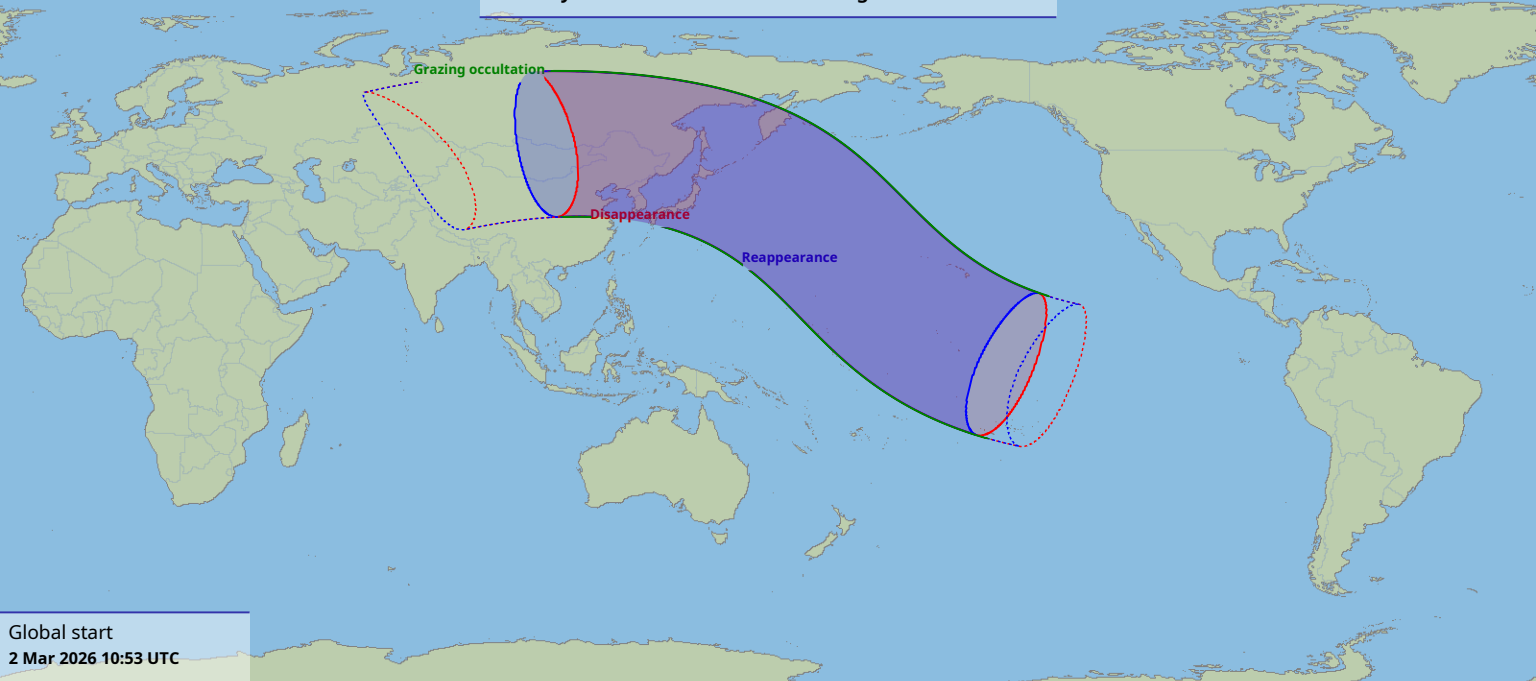 Grazing occultation
Disappearance
Reappearance
Global start
2 Mar 2026 10:53 UTC